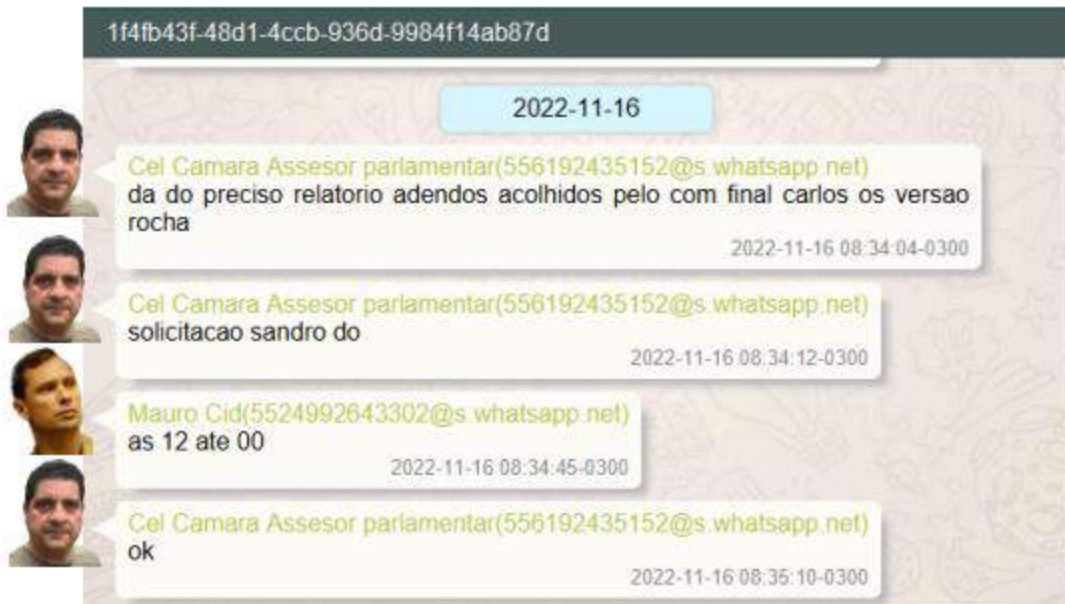 1f4fb43f-48d1-4ccb-936d-9984f14ab87d
2022-11-16
Cel Camara Assesor parlamentar(556192435152@s.whatsapp.net)
da do preciso relatorio adendos acolhidos pelo com final carlos os versao
rocha
2022-11-16 08:34:04-0300
Cel Camara Assesor parlamentar(556192435152@s.whatsapp.net)
solicitacao sandro do
2022-11-16 08:34:12-0300
Mauro Cid(5524992643302@s.whatsapp.net)
as 12 ate 00
2022-11-16 08:34:45-0300
Cel Camara Assesor parlamentar(556192435152@s.whatsapp.net)
ok
2022-11-16 08:35:10-0300